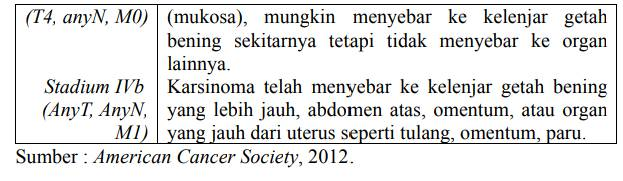 (T4, anyN, M0) (mukosa), mungkin menyebar ke kelenjar getah
bening sekitarnya tetapi tidak menyebar ke organ
lainnya.
Stadium IVb Karsinoma telah menyebar ke kelenjar getah bening
(AnyT, AnyN, yang lebih jauh, abdomen atas, omentum, atau organ
M1) yang jauh dari uterus seperti tulang, omentum, paru.
Sumber : American Cancer Society, 2012.